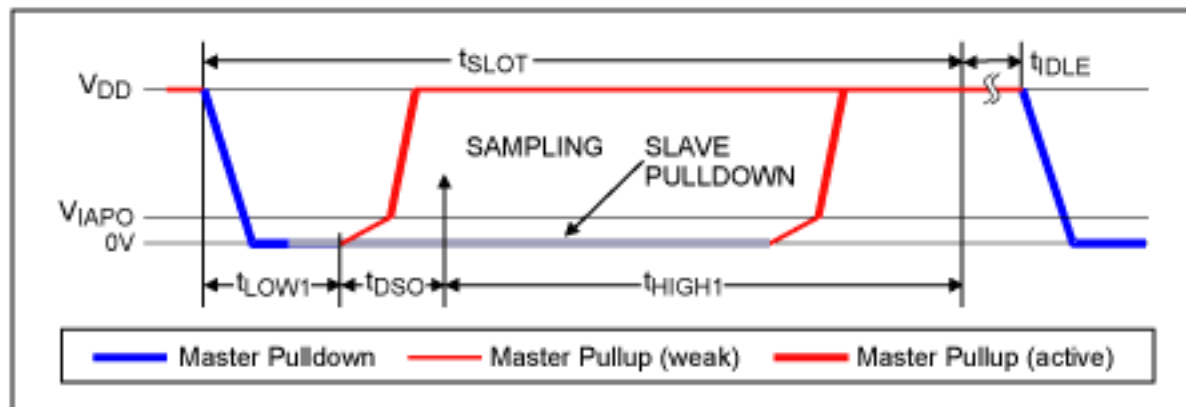 tSLOT
tIDLE
VDD
SAMPLING
SLAVE
PULLDOWN
VIAPO
0V
tLOW1
tDSO
tHIGH1
Master Pulldown
Master Pullup (weak)
Master Pullup (active)